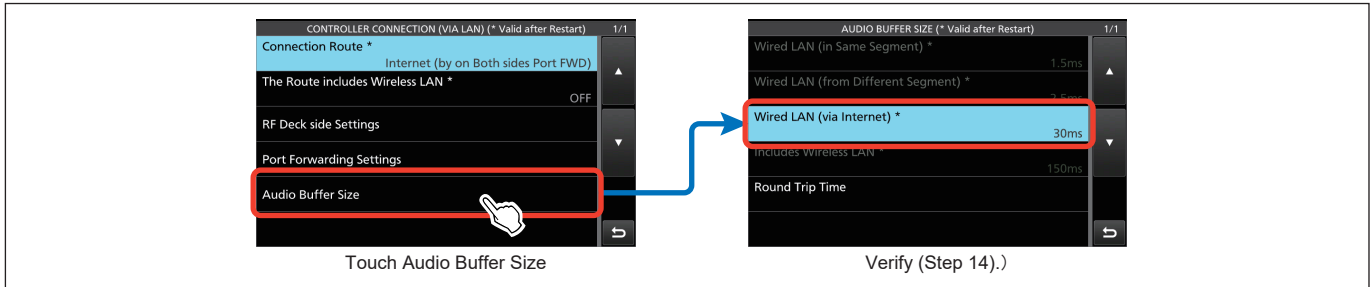 CONTROLLER CONNECTION (VIA LAN) (* Valid after Restart) 1/1
Connection Route *
Internet (by on Both sides Port FWD)
The Route includes Wireless LAN *
OFF
RF Deck side Settings
Port Forwarding Settings
Audio Buffer Size
Touch Audio Buffer Size
AUDIO BUFFER SIZE (* Valid after Restart) 1/1
Wired LAN (in Same Segment) *
1.5ms
Wired LAN (from Different Segment) *
2.5ms
Wired LAN (via Internet) *
30ms
Includes Wireless LAN *
150ms
Round Trip Time
Verify (Step 14).）